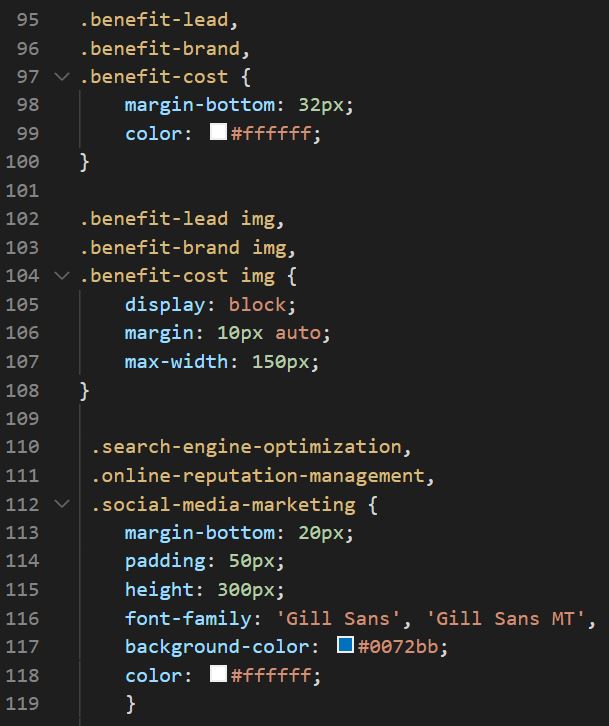 95 .benefit-lead,
96 .benefit-brand,
97 .benefit-cost {
98 margin-bottom: 32px;
99 color: #ffffff;
100 }
101
102 .benefit-lead img,
103 .benefit-brand img,
104 .benefit-cost img {
105 display: block;
106 margin: 10px auto;
107 max-width: 150px;
108 }
109
110 .search-engine-optimization,
111 .online-reputation-management,
112 .social-media-marketing {
113 margin-bottom: 20px;
114 padding: 50px;
115 height: 300px;
116 font-family: 'Gill Sans', 'Gill Sans MT',
117 background-color: #0072bb;
118 color: #ffffff;
119 }